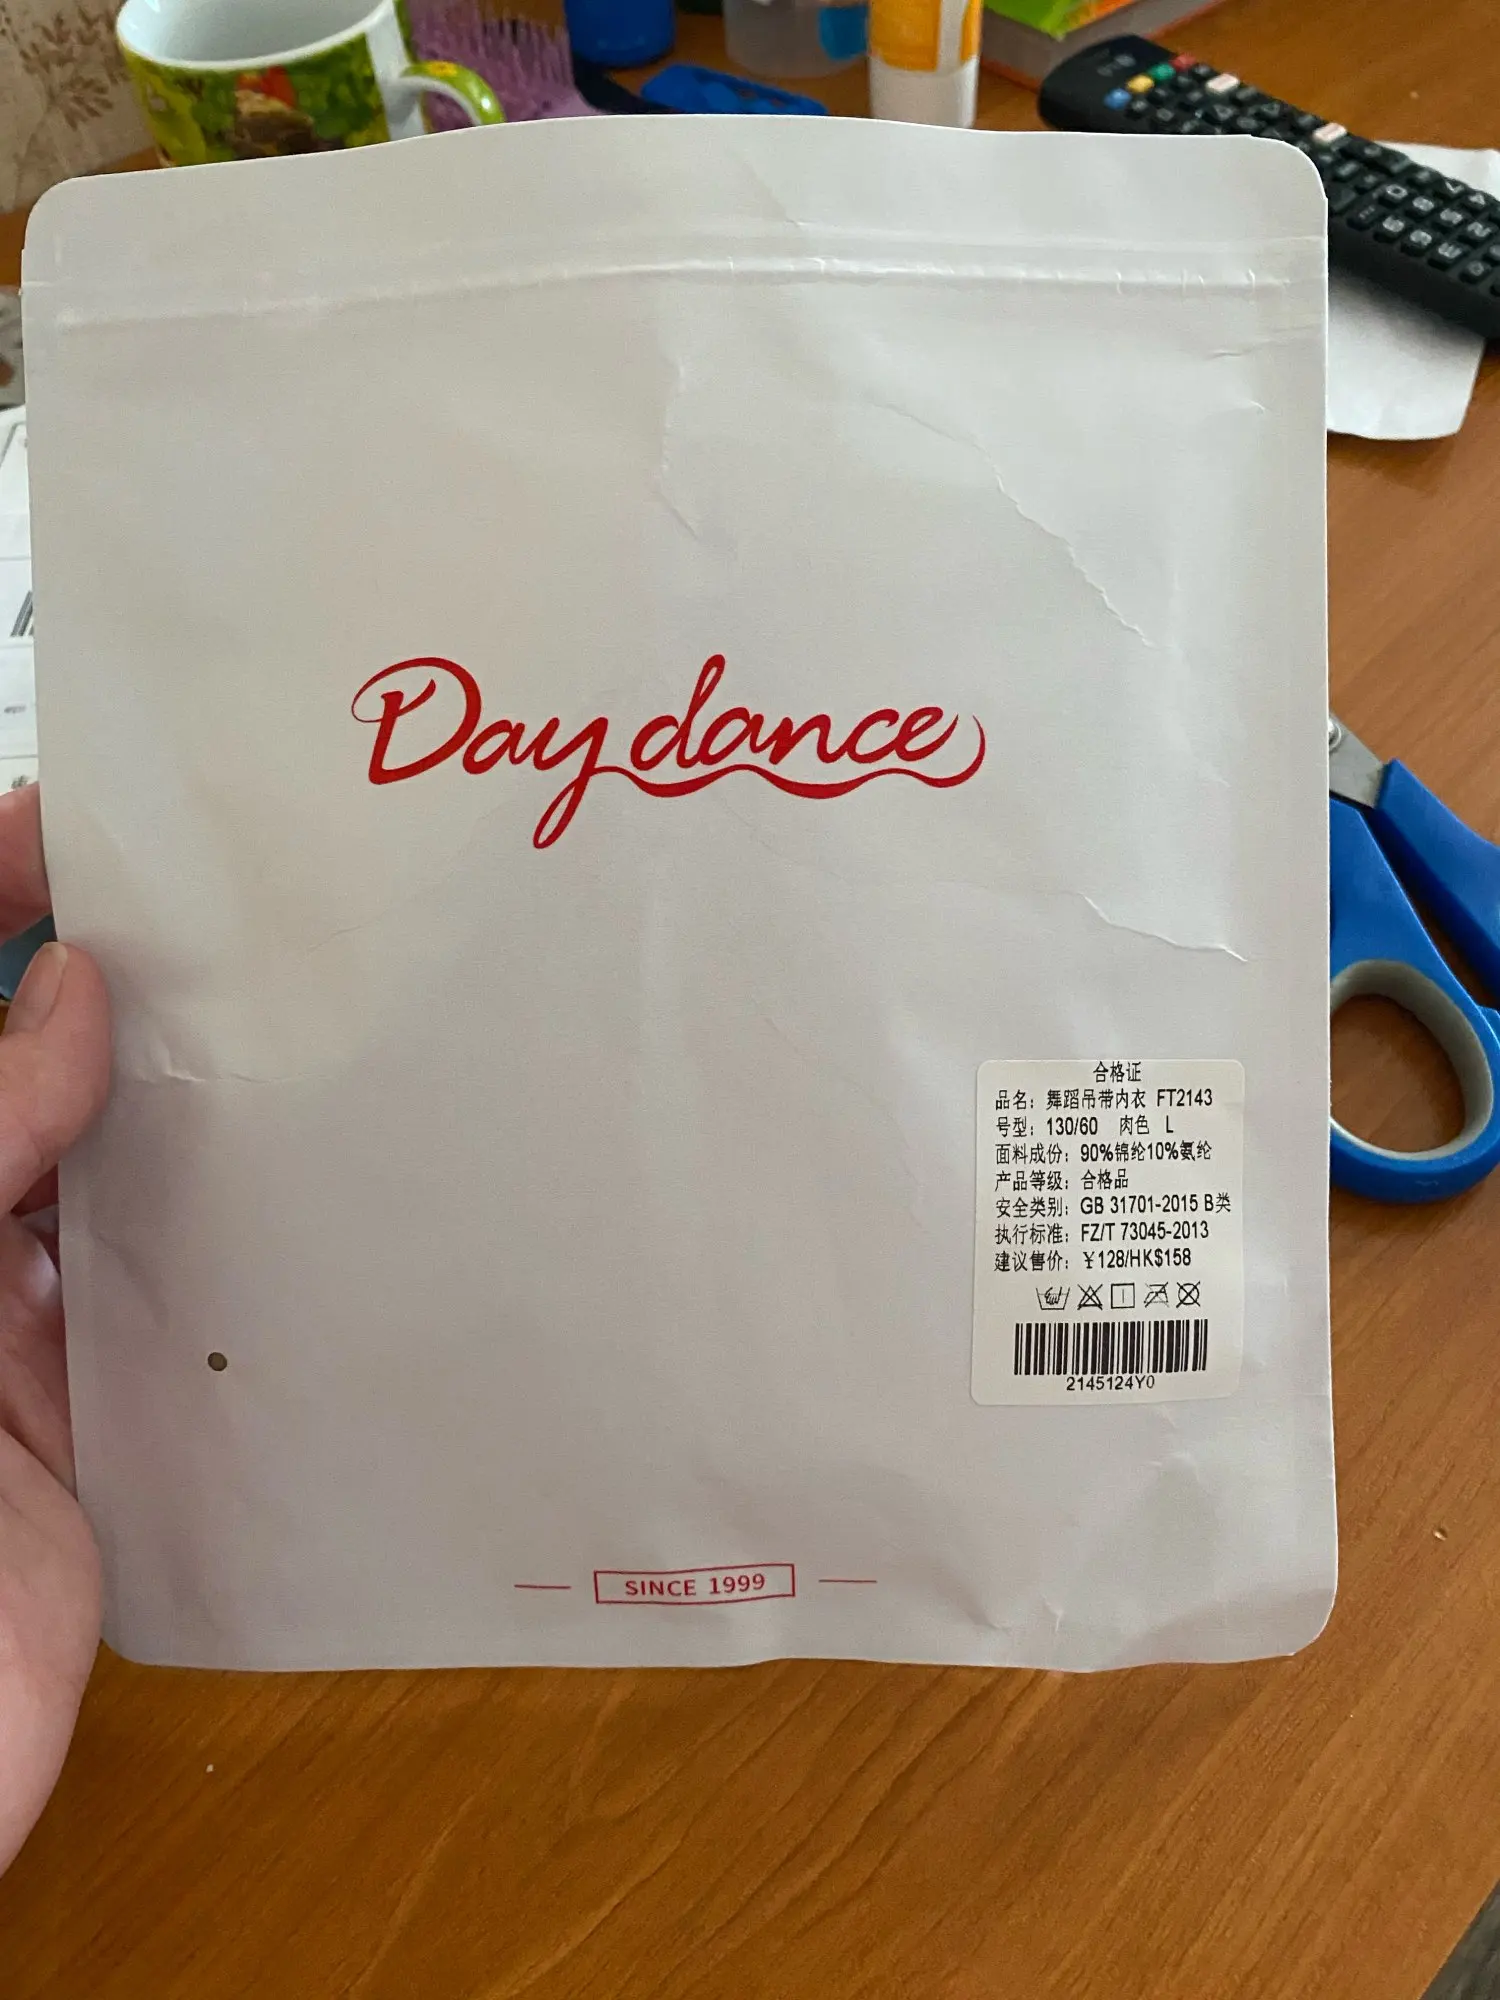 Day dance
合格证
品名：舞蹈吊带内衣 FT2143
号型：130/60 肉色 L
面料成份：90%锦纶10%氨纶
产品等级：合格品
安全类别：GB 31701-2015 B类
执行标准：FZ/T 73045-2013
建议售价：￥128/HK$158
2145124Y0
SINCE 1999